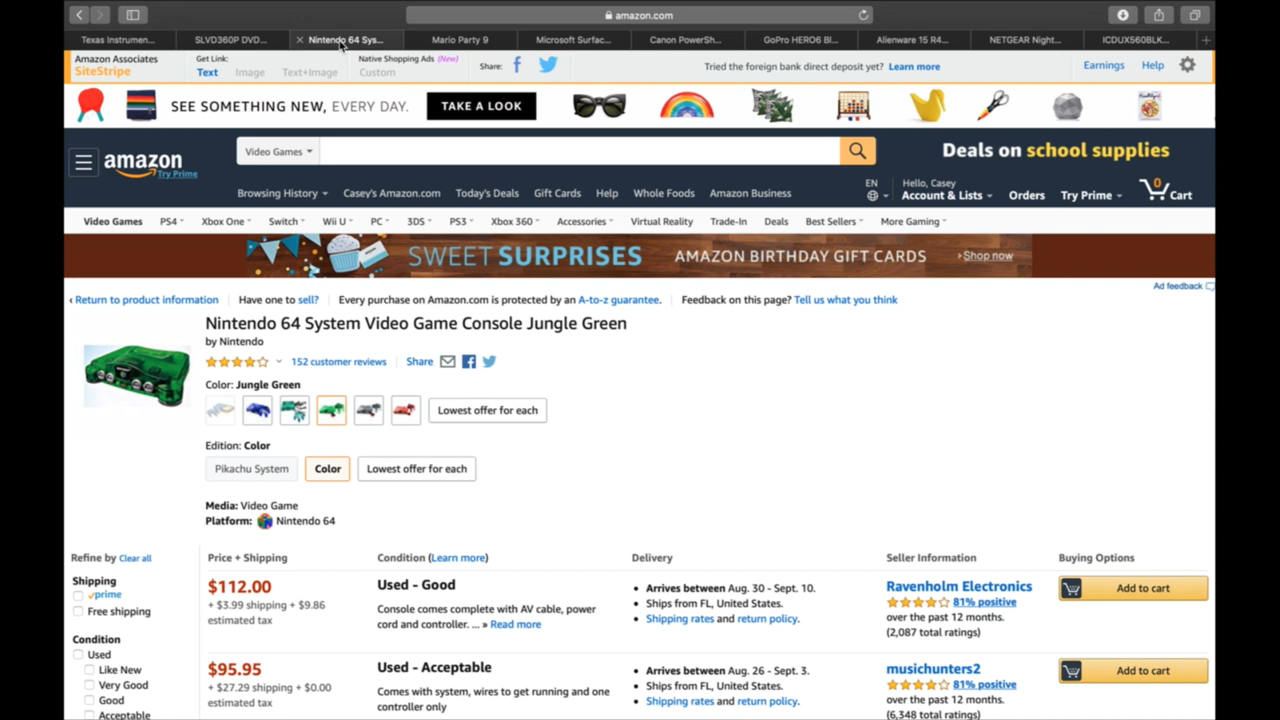 amazon.com
Texas Instrumen...
SLVD360P DVD...
Nintendo 64 Sys...
Mario Party 9
Microsoft Surfac...
Canon PowerSh...
GoPro HERO6 Bl...
Alienware 15 R4...
NETGEAR Night...
ICDUX560BLK...
Amazon Associates
SiteStripe
Get Link:
Text Image Text+Image
Native Shopping Ads (New)
Custom
Share:
Tried the foreign bank direct deposit yet? Learn more
Earnings Help
SEE SOMETHING NEW, EVERY DAY.
TAKE A LOOK
amazon
Try Prime
Video Games
Deals on school supplies
Browsing History Casey's Amazon.com Today's Deals Gift Cards Help Whole Foods Amazon Business
EN
Hello, Casey
Account & Lists
Orders
Try Prime
0
Cart
Video Games PS4 Xbox One Switch Wii U PC 3DS PS3 Xbox 360 Accessories Virtual Reality Trade-In Deals Best Sellers More Gaming
SWEET SURPRISES AMAZON BIRTHDAY GIFT CARDS Shop now
Ad feedback
‹ Return to product information Have one to sell? Every purchase on Amazon.com is protected by an A-to-z guarantee. Feedback on this page? Tell us what you think
Nintendo 64 System Video Game Console Jungle Green
by Nintendo
152 customer reviews Share
Color: Jungle Green
Lowest offer for each
Edition: Color
Pikachu System Color Lowest offer for each
Media: Video Game
Platform: Nintendo 64
Refine by Clear all
Shipping
prime
Free shipping
Condition
Used
Like New
Very Good
Good
Acceptable
Price + Shipping Condition (Learn more) Delivery Seller Information Buying Options
$112.00
+ $3.99 shipping + $9.86
estimated tax
Used - Good
Console comes complete with AV cable, power
cord and controller. ... » Read more
• Arrives between Aug. 30 - Sept. 10.
• Ships from FL, United States.
• Shipping rates and return policy.
Ravenholm Electronics
81% positive
over the past 12 months.
(2,087 total ratings)
Add to cart
$95.95
+ $27.29 shipping + $0.00
estimated tax
Used - Acceptable
Comes with system, wires to get running and one
controller only
• Arrives between Aug. 26 - Sept. 3.
• Ships from FL, United States.
• Shipping rates and return policy.
musichunters2
81% positive
over the past 12 months.
(6,348 total ratings)
Add to cart